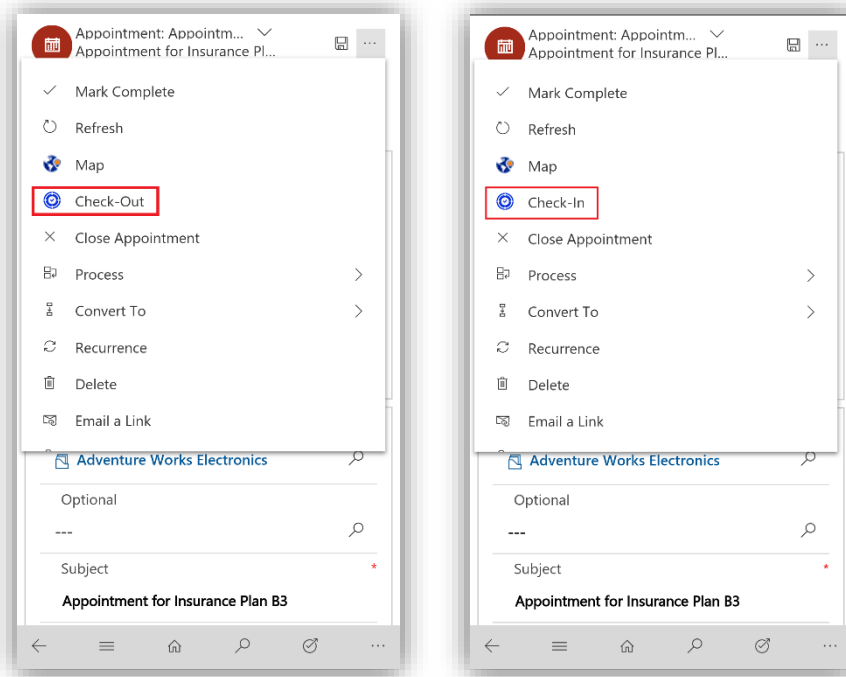 Appointment: Appointm...
Appointment for Insurance Pl...
...
Mark Complete
Refresh
Map
Check-Out
Close Appointment
Process
Convert To
Recurrence
Delete
Email a Link
Adventure Works Electronics
Optional
---
Subject *
Appointment for Insurance Plan B3
...
Appointment: Appointm...
Appointment for Insurance Pl...
...
Mark Complete
Refresh
Map
Check-In
Close Appointment
Process
Convert To
Recurrence
Delete
Email a Link
Adventure Works Electronics
Optional
---
Subject *
Appointment for Insurance Plan B3
...